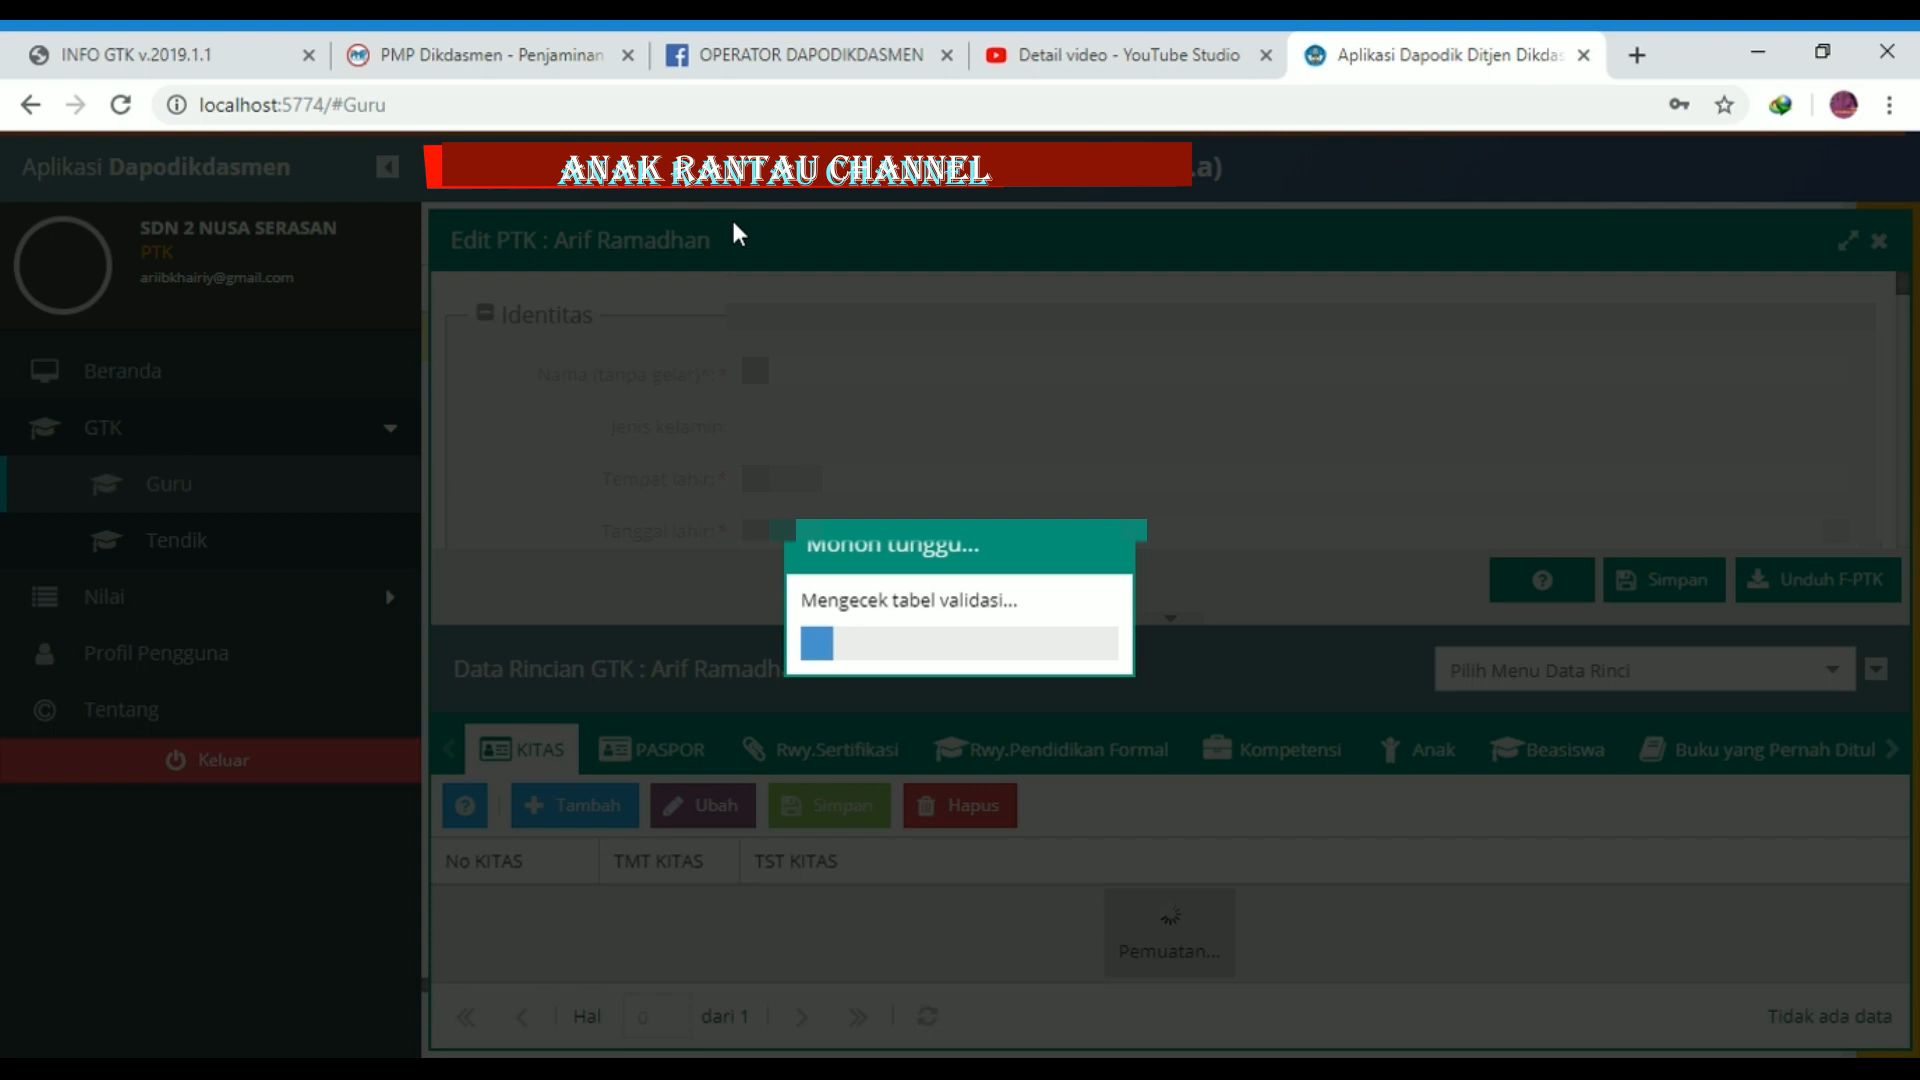 INFO GTK v.2019.1.1
PMP Dikdasmen - Penjaminan
OPERATOR DAPODIKDASMEN
Detail video - YouTube Studio
Aplikasi Dapodik Ditjen Dikdas
localhost:5774/#Guru
Aplikasi Dapodikdasmen
ANAK RANTAU CHANNEL
.a)
SDN 2 NUSA SERASAN
PTK
ariibkhairiy@gmail.com
Beranda
GTK
Guru
Tendik
Nilai
Profil Pengguna
Tentang
Keluar
Edit PTK : Arif Ramadhan
Identitas
Nama (tanpa gelar)*:*
Jenis kelamin:
Tempat lahir:*
Tanggal lahir:*
Mohon tunggu...
Mengecek tabel validasi...
Simpan
Unduh F-PTK
Data Rincian GTK : Arif Ramadha
Pilih Menu Data Rinci
KITAS
PASPOR
Rwy.Sertifikasi
Rwy.Pendidikan Formal
Kompetensi
Anak
Beasiswa
Buku yang Pernah Ditul
Tambah
Ubah
Simpan
Hapus
No KITAS
TMT KITAS
TST KITAS
Pemuatan...
Hal
0
dari 1
Tidak ada data